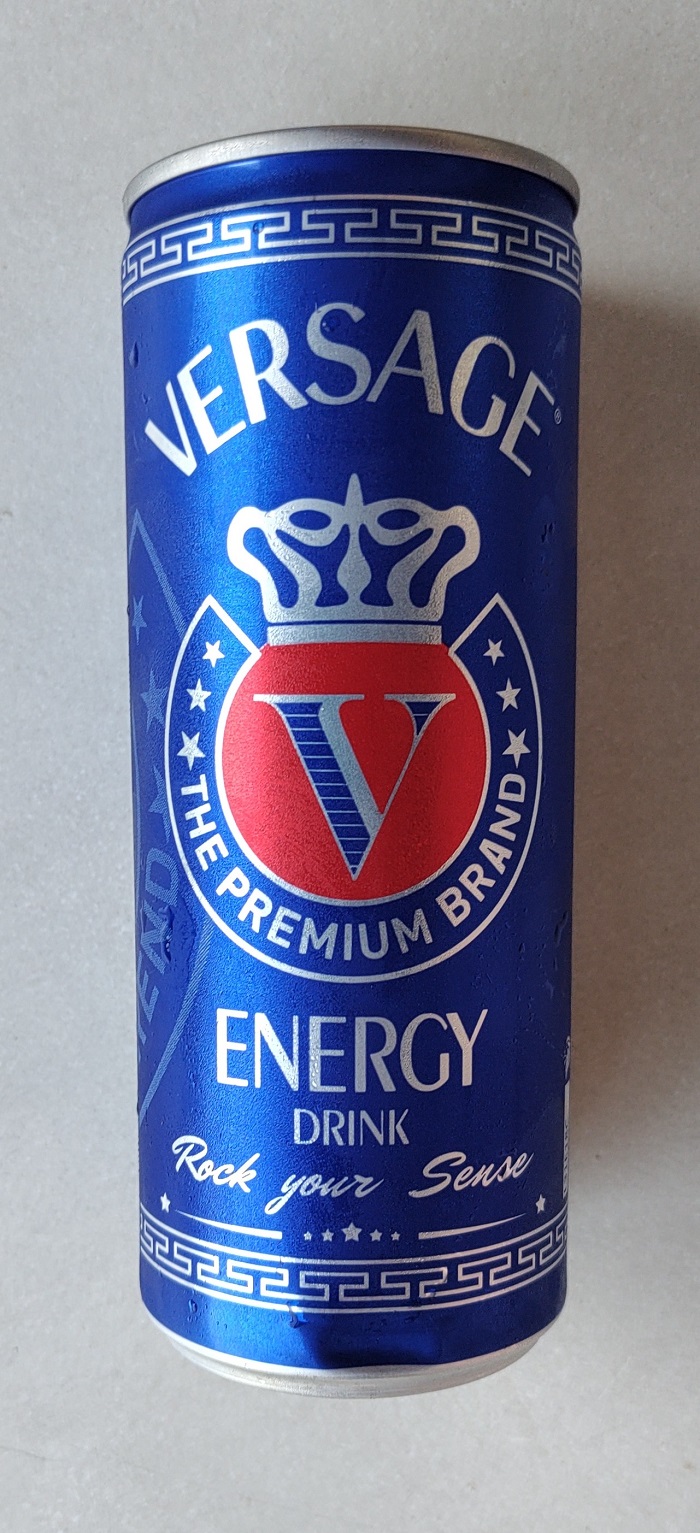 VERSAGE®
V
THE PREMIUM BRAND
ENERGY
DRINK
Rock your Sense